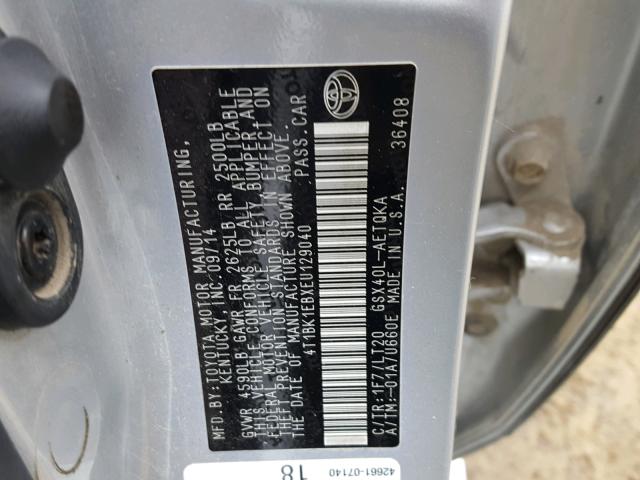 MFD.BY:TOYOTA MOTOR MANUFACTURING,
KENTUCKY, INC. 09/14
GVWR 4590LB GAWR FR 2625LB RR 2500LB
THIS VEHICLE CONFORMS TO ALL APPLICABLE
FEDERAL MOTOR VEHICLE SAFETY BUMPER, AND
THEFT PREVENTION STANDARDS IN EFFECT ON
THE DATE OF MANUFACTURE SHOWN ABOVE.
4T1BK1EBXEU129040 PASS.CAR
C/TR:1F7/LT20 GSX40L-AETQKA
A/TM:-01A/U660E MADE IN U.S.A. 36408
42661-07140
18